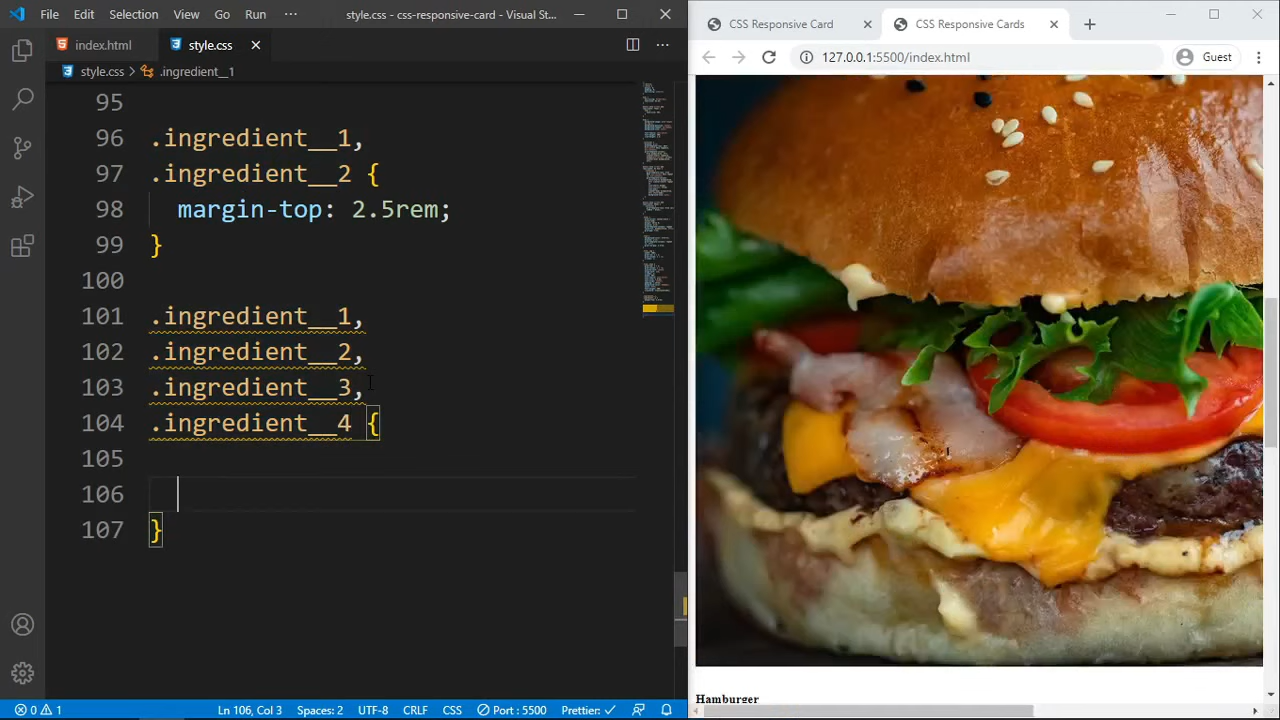 File Edit Selection View Go Run ··· style.css - css-responsive-card - Visual St...
index.html style.css
style.css > .ingredient__1
95
96 .ingredient__1,
97 .ingredient__2 {
98 margin-top: 2.5rem;
99 }
100
101 .ingredient__1,
102 .ingredient__2,
103 .ingredient__3,
104 .ingredient__4 {
105
106
107 }
0 1 Ln 106, Col 3 Spaces: 2 UTF-8 CRLF CSS Port : 5500 Prettier: ✓
CSS Responsive Card CSS Responsive Cards
127.0.0.1:5500/index.html Guest
Hamburger